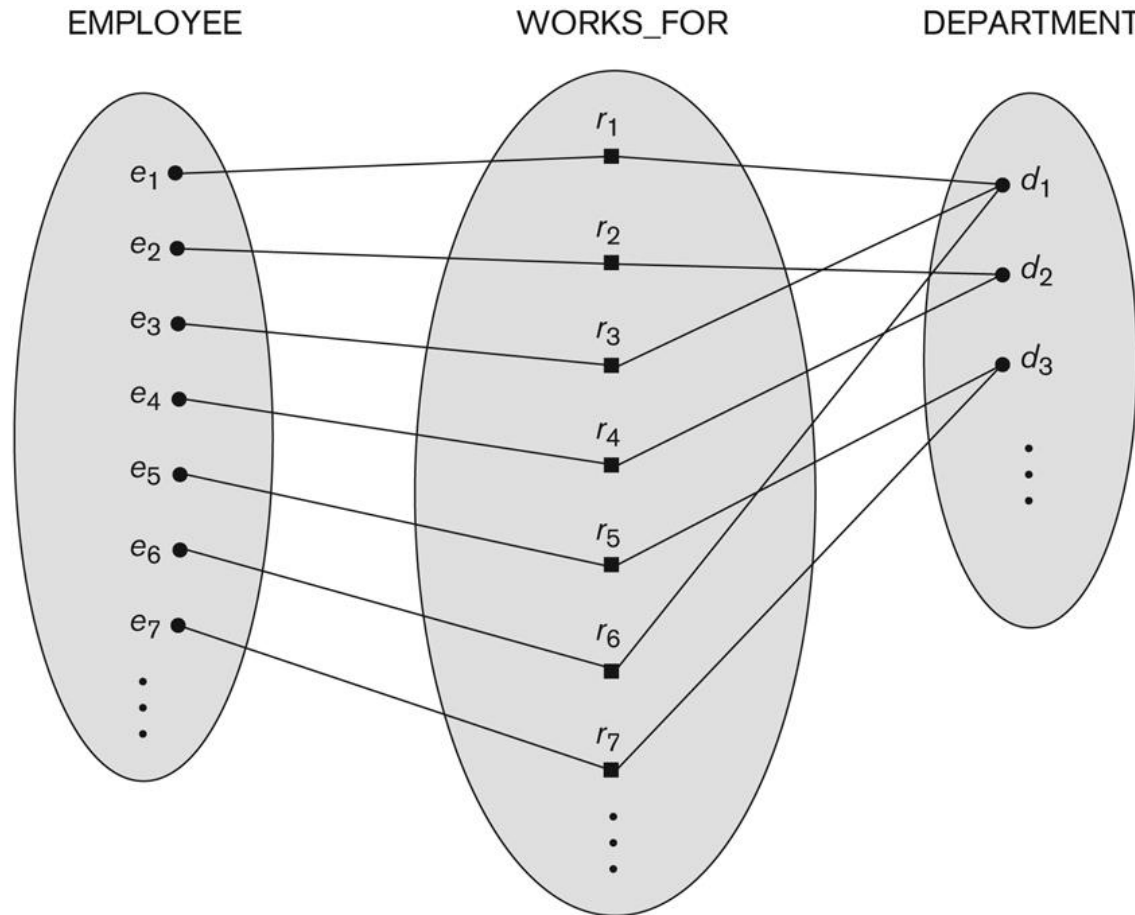 EMPLOYEE WORKS_FOR DEPARTMENT
r₁
e₁ d₁
r₂
e₂ d₂
e₃ r₃ d₃
e₄ r₄
e₅ r₅
e₆ r₆
e₇ r₇